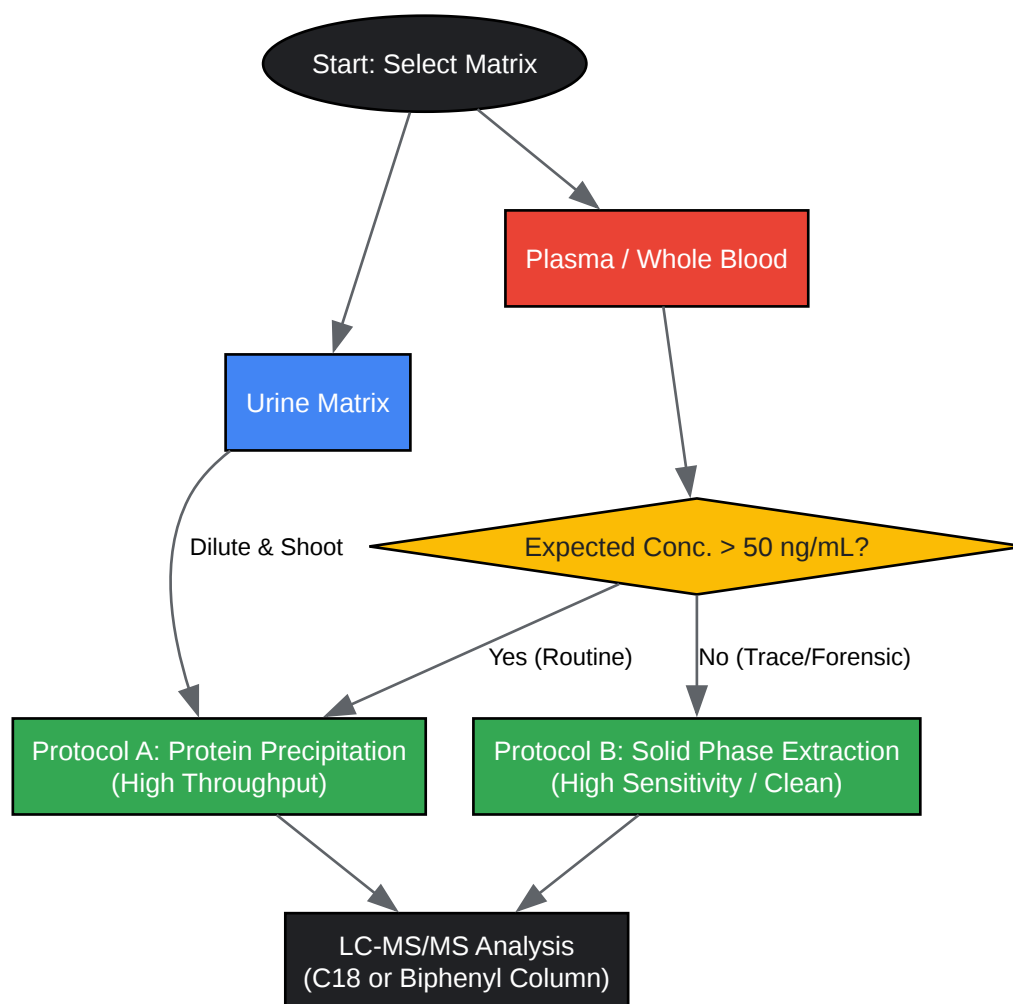 Start: Select Matrix
Plasma / Whole Blood
Urine Matrix
Dilute & Shoot
Expected Conc. > 50 ng/mL?
Yes (Routine)
No (Trace/Forensic)
Protocol A: Protein Precipitation
(High Throughput)
Protocol B: Solid Phase Extraction
(High Sensitivity / Clean)
LC-MS/MS Analysis
(C18 or Biphenyl Column)